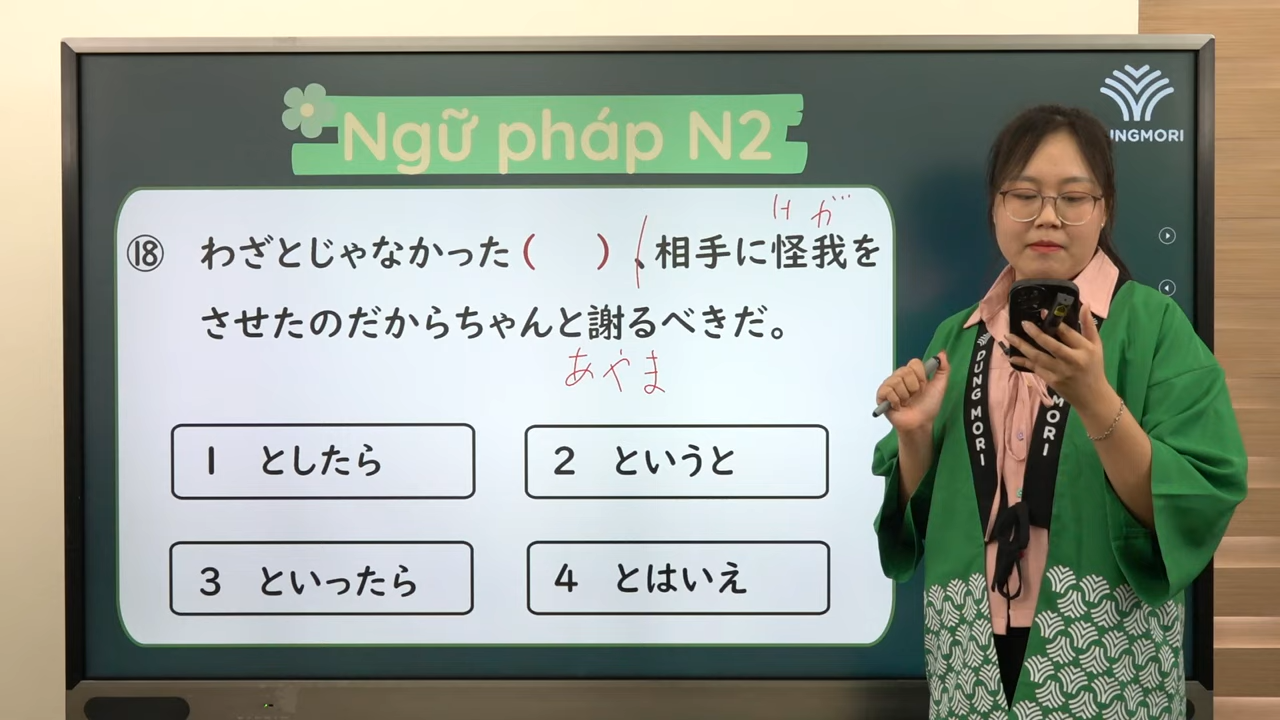 Ngữ pháp N2
UNGMORI
け が
⑱ わざとじゃなかった( )、相手に怪我を
させたのだからちゃんと謝るべきだ。
あやま
1 としたら
2 というと
3 といったら
4 とはいえ
DUNG MORI
MORI